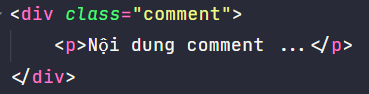 <div class="comment">
<p>Nội dung comment ...</p>
</div>